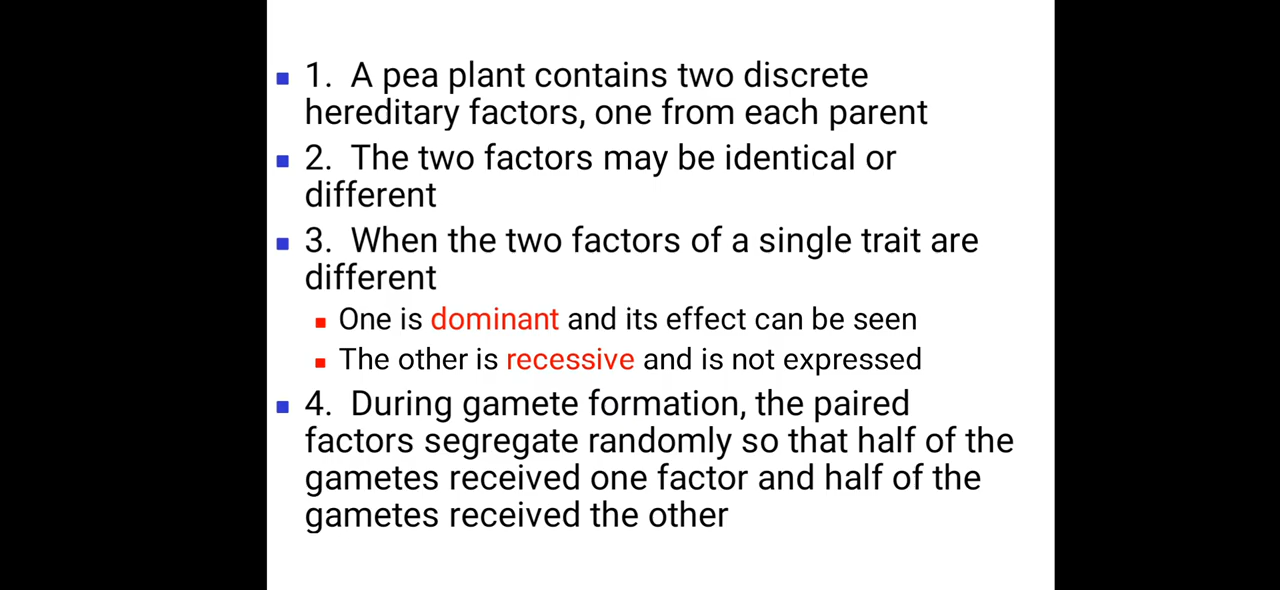 1. A pea plant contains two discrete
hereditary factors, one from each parent
2. The two factors may be identical or
different
3. When the two factors of a single trait are
different
One is dominant and its effect can be seen
The other is recessive and is not expressed
4. During gamete formation, the paired
factors segregate randomly so that half of the
gametes received one factor and half of the
gametes received the other